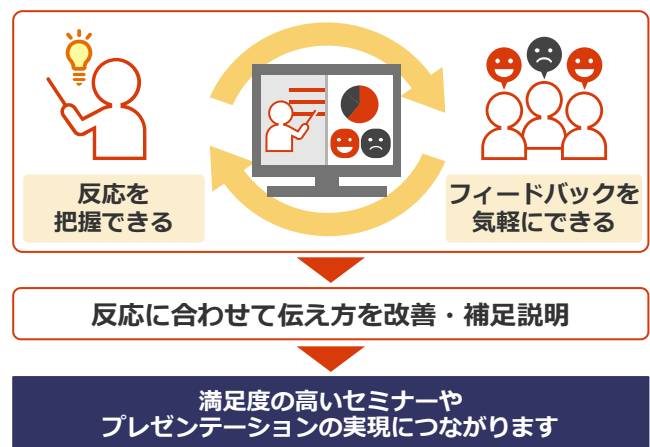 反応を
把握できる
フィードバックを
気軽にできる
反応に合わせて伝え方を改善・補足説明
満足度の高いセミナーや
プレゼンテーションの実現につながります